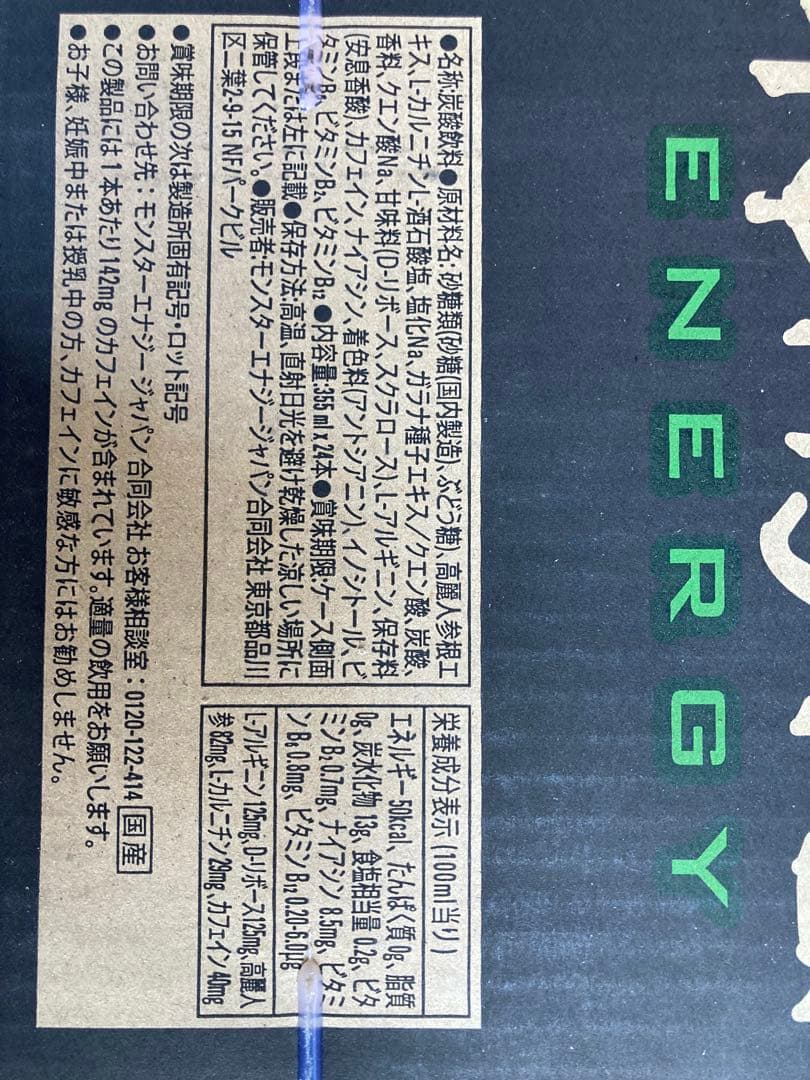 ENERGY
●名称:炭酸飲料●原材料名:砂糖類(砂糖(国内製造)、ぶどう糖)、高麗人参根エ
キス、L-カルニチンL-酒石酸塩、塩化Na、ガラナ種子エキス/クエン酸、炭酸、
香料、クエン酸Na、甘味料(D-リボース、スクラロース)、L-アルギニン、保存料
(安息香酸)、カフェイン、ナイアシン、着色料(アントシアニン)、イノシトール、ビ
タミンB₆、ビタミンB₂、ビタミンB₁₂●内容量:355ml x 24本●賞味期限:ケース側面
上段または左に記載●保存方法:高温、直射日光を避け乾燥した涼しい場所に
保管してください。●販売者:モンスターエナジージャパン合同会社 東京都品川
区二葉2-9-15 NFパークビル
●賞味期限の次は製造所固有記号・ロット記号
●お問い合わせ先:モンスターエナジージャパン合同会社 お客様相談室:0120-122-414 国産
●この製品には1本あたり142mgのカフェインが含まれています。適量の飲用をお願いします。
●お子様、妊娠中または授乳中の方、カフェインに敏感な方にはお勧めしません。
栄養成分表示(100ml当り)
エネルギー 50kcal、たんぱく質 0g、脂質
0g、炭水化物 13g、食塩相当量 0.2g、ビタ
ミンB₂ 0.7mg、ナイアシン 8.5mg、ビタミ
ンB₆ 0.8mg、ビタミンB₁₂ 0.20-6.0μg
L-アルギニン 125mg、D-リボース125mg、高麗人
参82mg、L-カルニチン 29mg、カフェイン 40mg